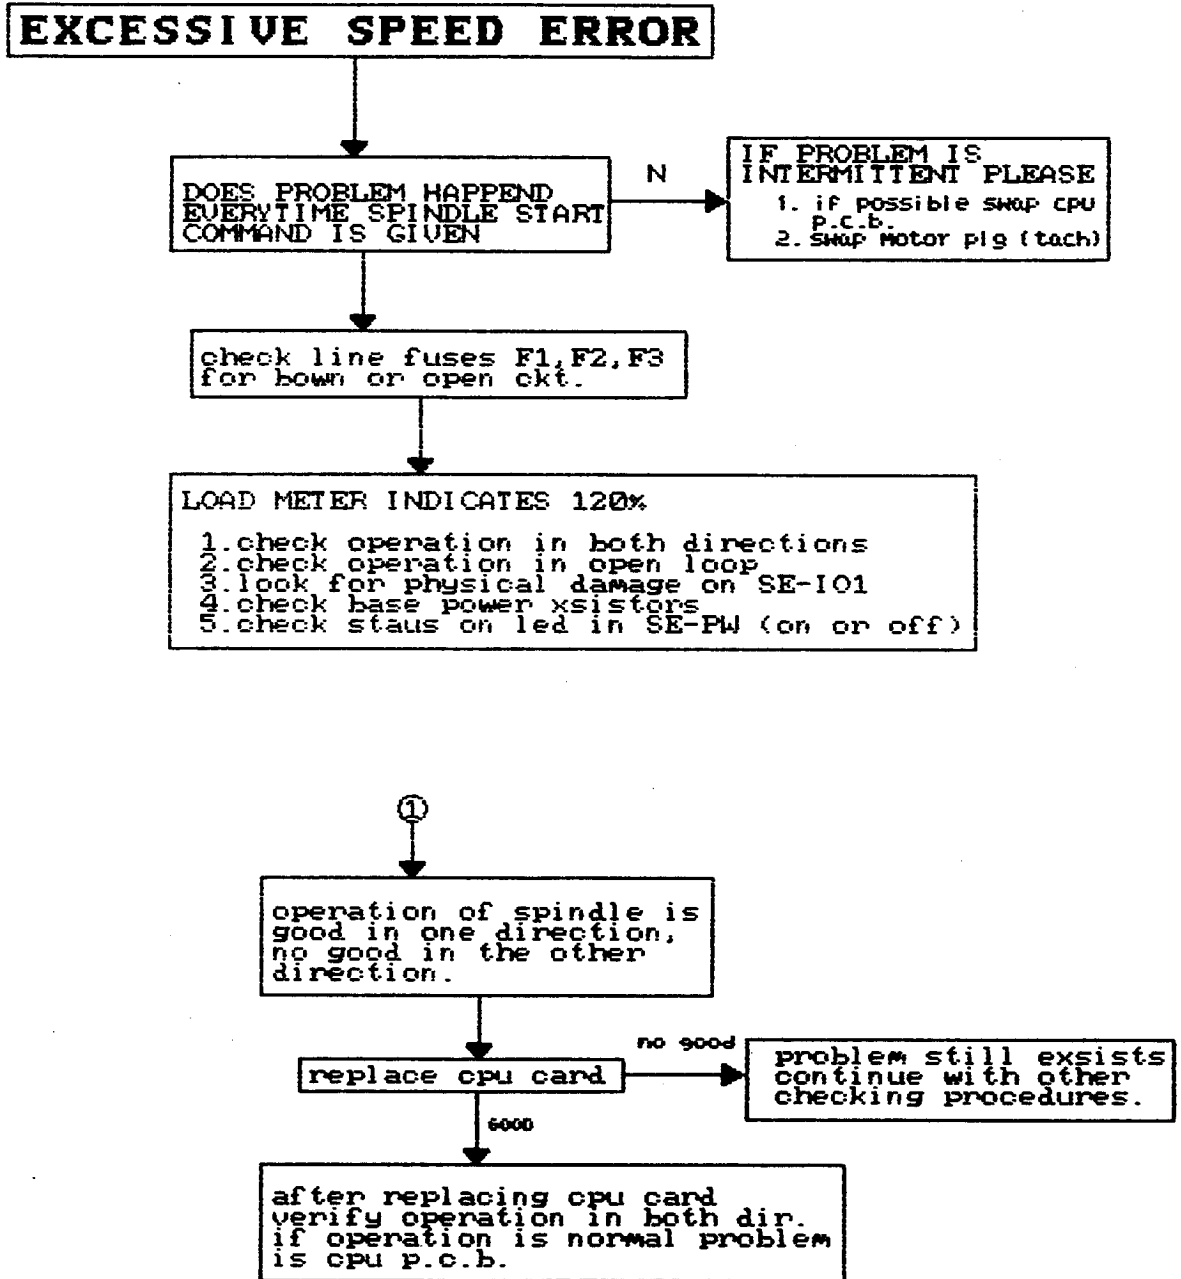 EXCESSIVE SPEED ERROR
DOES PROBLEM HAPPEND
EVERYTIME SPINDLE START
COMMAND IS GIVEN
N
IF PROBLEM IS
INTERMITTENT PLEASE
1. if possible swap cpu
p.c.b.
2. swap motor plg (tach)
check line fuses F1,F2,F3
for bown or open ckt.
LOAD METER INDICATES 120%
1.check operation in both directions
2.check operation in open loop
3.look for physical damage on SE-IO1
4.check base power xsistors
5.check staus on led in SE-PW (on or off)
1
operation of spindle is
good in one direction,
no good in the other
direction.
replace cpu card
no good
problem still exsists
continue with other
checking procedures.
GOOD
after replacing cpu card
verify operation in both dir.
if operation is normal problem
is cpu p.c.b.